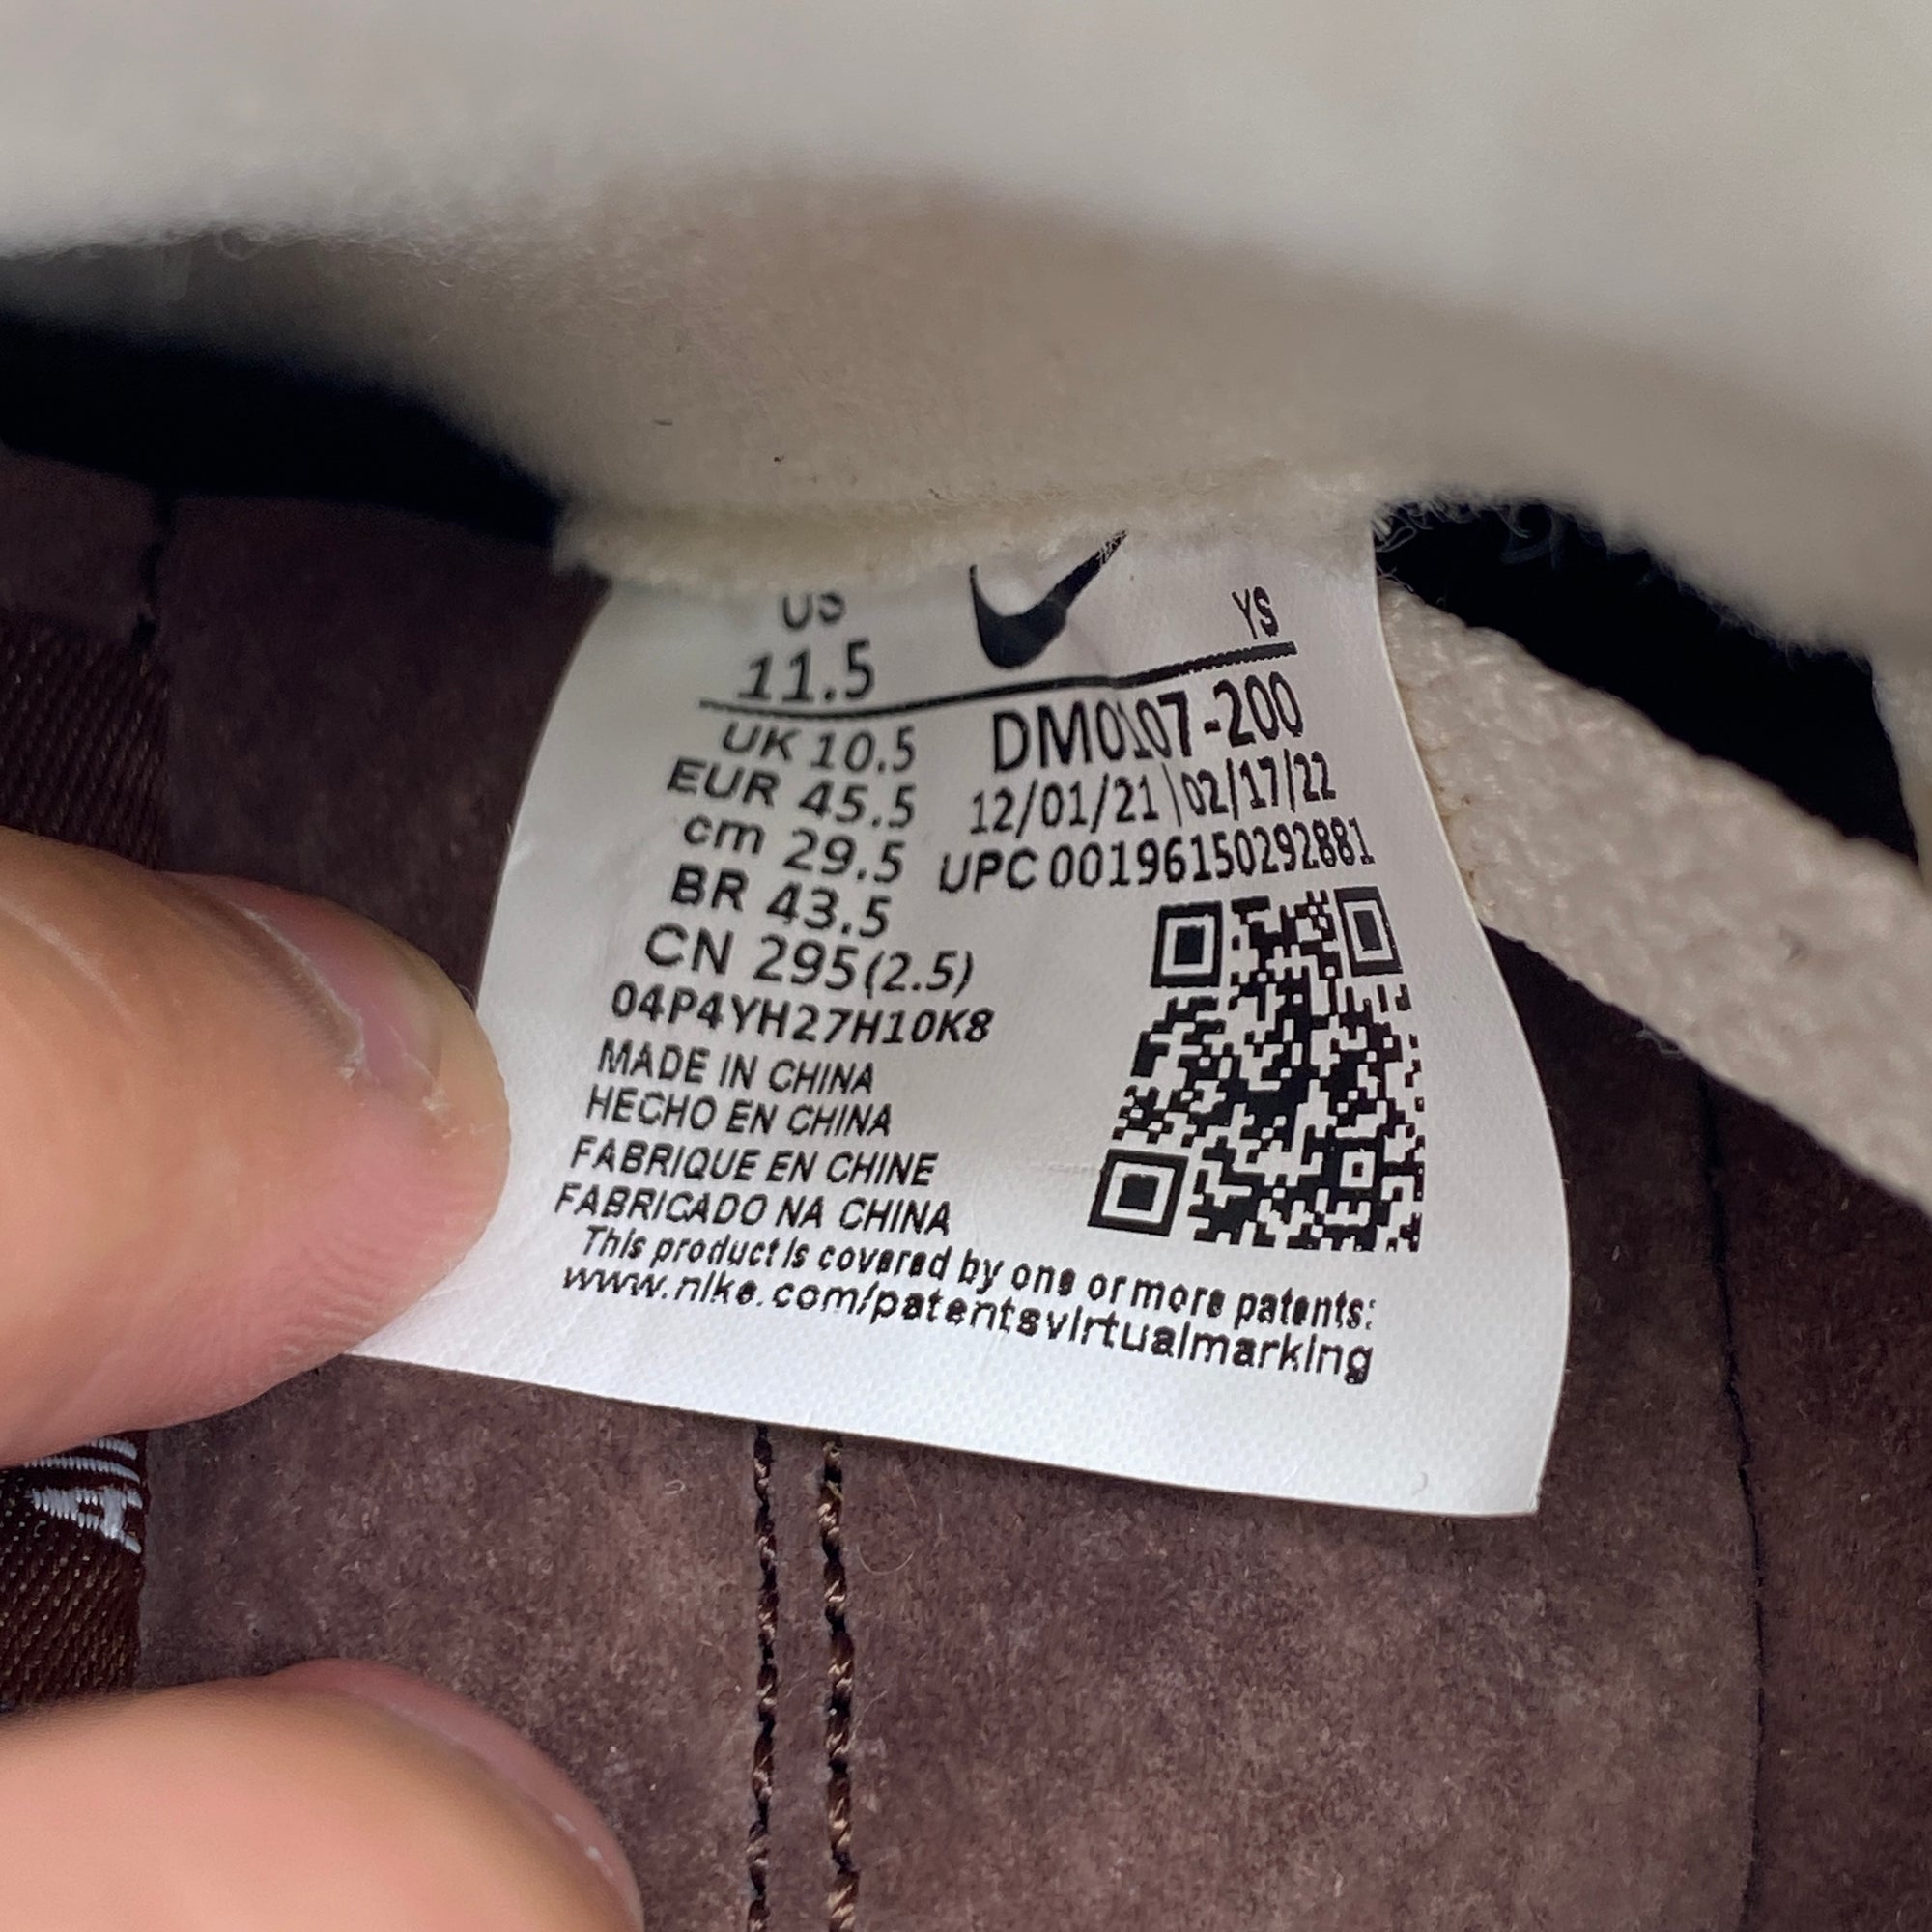 US
11.5
YS
UK 10.5
EUR 45.5
cm 29.5
BR 43.5
CN 295(2.5)
DM0107-200
12/01/21 02/17/22
UPC 00196150292881
04P4YH27H10K8
MADE IN CHINA
HECHO EN CHINA
FABRIQUE EN CHINE
FABRICADO NA CHINA
This product is covered by one or more patents:
www.nike.com/patentsvirtualmarking